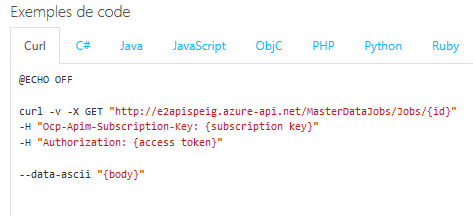 Exemples de code
Curl C# Java JavaScript ObjC PHP Python Ruby
@ECHO OFF
curl -v -X GET "http://e2apispeig.azure-api.net/MasterDataJobs/Jobs/{id}"
-H "Ocp-Apim-Subscription-Key: {subscription key}"
-H "Authorization: {access token}"
--data-ascii "{body}"